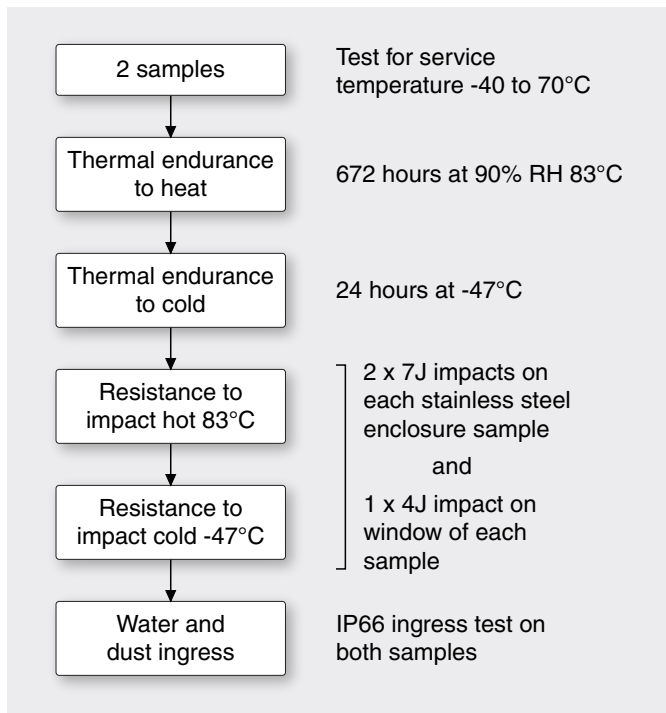 2 samples
Test for service
temperature -40 to 70°C
Thermal endurance
to heat
672 hours at 90% RH 83°C
Thermal endurance
to cold
24 hours at -47°C
Resistance to
impact hot 83°C
2 x 7J impacts on
each stainless steel
enclosure sample
and
1 x 4J impact on
window of each
sample
Resistance to
impact cold -47°C
Water and
dust ingress
IP66 ingress test on
both samples